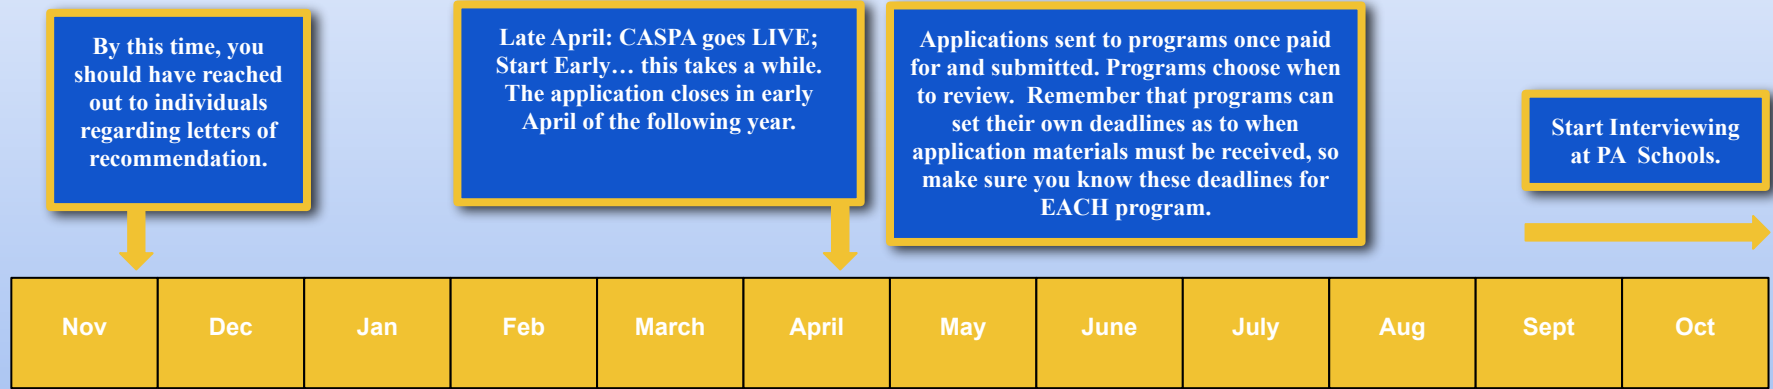 By this time, you
should have reached
out to individuals
regarding letters of
recommendation.
Late April: CASPA goes LIVE;
Start Early… this takes a while.
The application closes in early
April of the following year.
Applications sent to programs once paid
for and submitted. Programs choose when
to review.  Remember that programs can
set their own deadlines as to when
application materials must be received, so
make sure you know these deadlines for
EACH program.
Start Interviewing
at PA  Schools.
Nov Dec Jan Feb March April May June July Aug Sept Oct